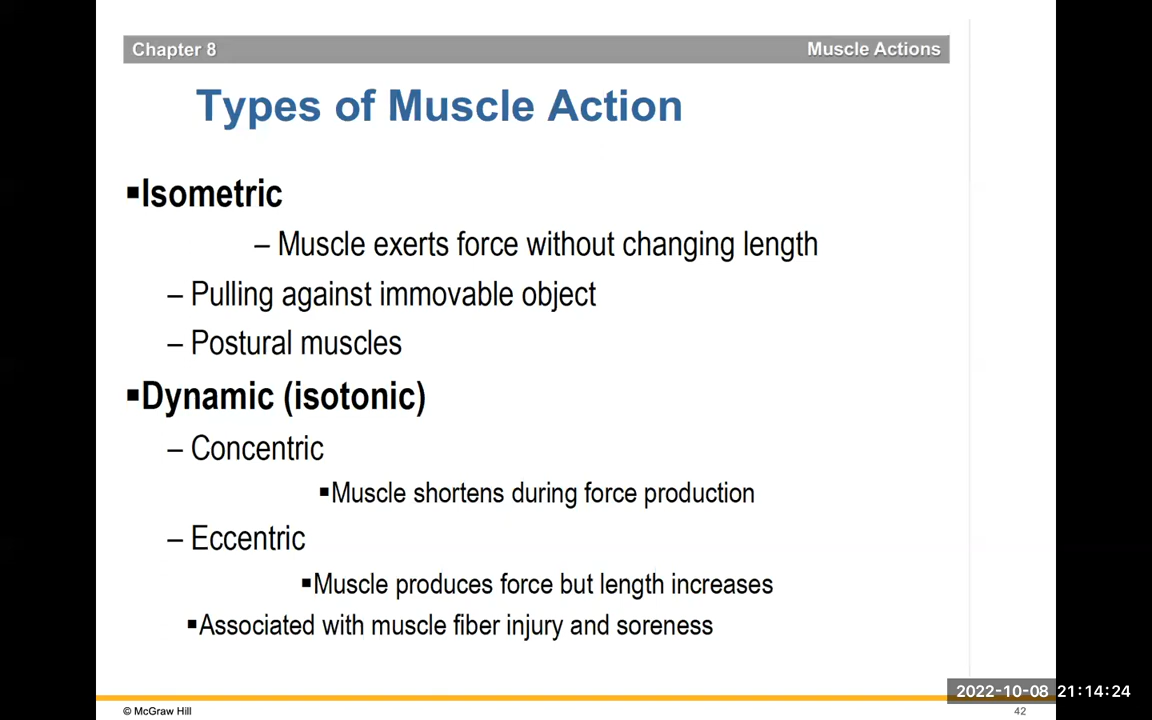 Chapter 8 Muscle Actions
Types of Muscle Action
▪Isometric
– Muscle exerts force without changing length
– Pulling against immovable object
– Postural muscles
▪Dynamic (isotonic)
– Concentric
▪Muscle shortens during force production
– Eccentric
▪Muscle produces force but length increases
▪Associated with muscle fiber injury and soreness
2022-10-08 21:14:24
© McGraw Hill 42